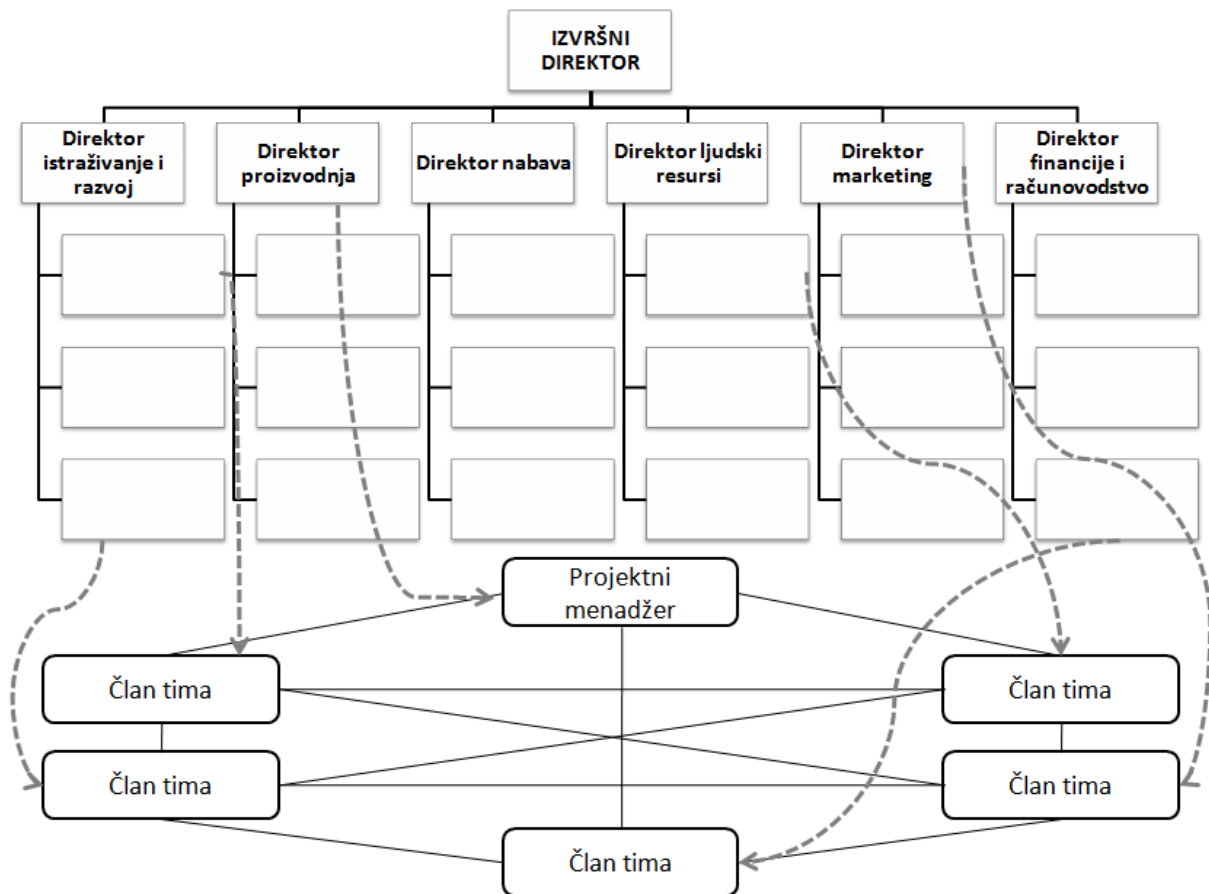 IZVRŠNI
DIREKTOR
Direktor
istraživanje i
razvoj
Direktor
proizvodnja
Direktor nabava
Direktor ljudski
resursi
Direktor
marketing
Direktor
financije i
računovodstvo
Projektni
menadžer
Član tima
Član tima
Član tima
Član tima
Član tima